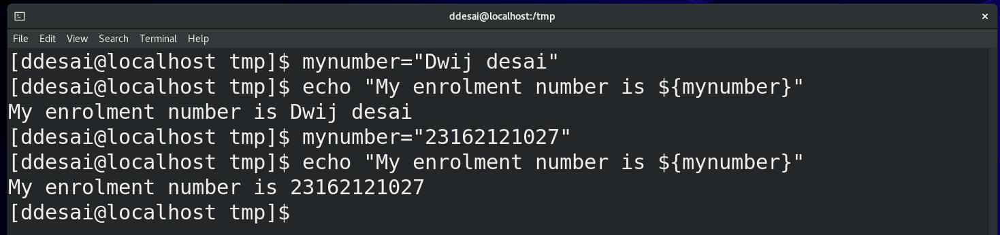 ddesai@localhost:/tmp
File Edit View Search Terminal Help
[ddesai@localhost tmp]$ mynumber="Dwij desai"
[ddesai@localhost tmp]$ echo "My enrolment number is ${mynumber}"
My enrolment number is Dwij desai
[ddesai@localhost tmp]$ mynumber="23162121027"
[ddesai@localhost tmp]$ echo "My enrolment number is ${mynumber}"
My enrolment number is 23162121027
[ddesai@localhost tmp]$